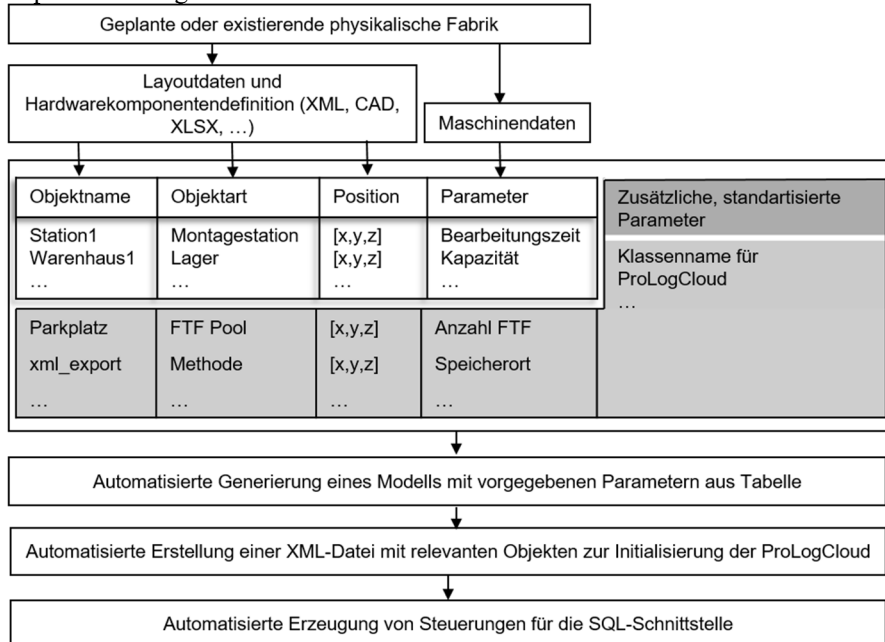 Geplante oder existierende physikalische Fabrik
Layoutdaten und
Hardwarekomponentendefinition (XML, CAD,
XLSX, …)
Maschinendaten
Objektname Objektart Position Parameter
Station1 Montagestation [x,y,z] Bearbeitungszeit
Warenhaus1 Lager [x,y,z] Kapazität
… … … …
Zusätzliche, standartisierte
Parameter
Klassenname für
ProLogCloud
…
Parkplatz FTF Pool [x,y,z] Anzahl FTF
xml_export Methode [x,y,z] Speicherort
… … … …
Automatisierte Generierung eines Modells mit vorgegebenen Parametern aus Tabelle
Automatisierte Erstellung einer XML-Datei mit relevanten Objekten zur Initialisierung der ProLogCloud
Automatisierte Erzeugung von Steuerungen für die SQL-Schnittstelle